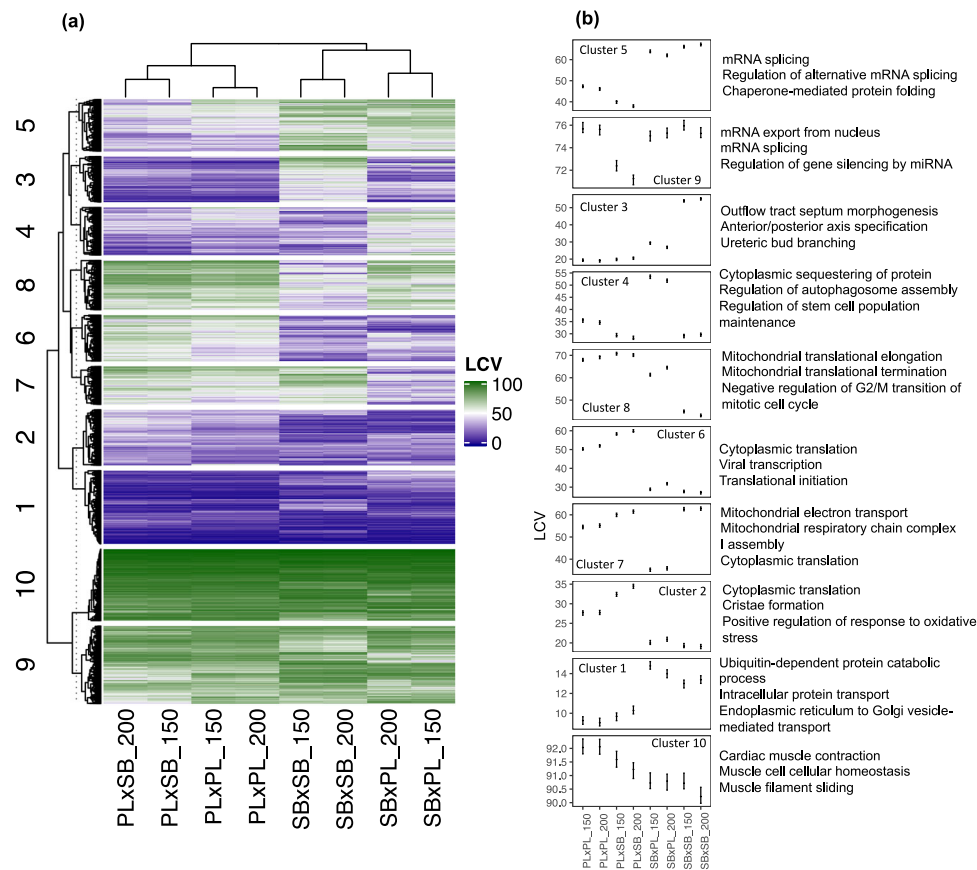 (a)
5
3
4
8
6
7
2
1
10
9
PLxSB_200
PLxSB_150
PLxPL_150
PLxPL_200
SBxSB_150
SBxSB_200
SBxPL_200
SBxPL_150
LCV
100
50
0
(b)
LCV
Cluster 5
60
50
40
mRNA splicing
Regulation of alternative mRNA splicing
Chaperone-mediated protein folding
76
74
72
Cluster 9
mRNA export from nucleus
mRNA splicing
Regulation of gene silencing by miRNA
Cluster 3
50
40
30
20
Outflow tract septum morphogenesis
Anterior/posterior axis specification
Ureteric bud branching
Cluster 4
55
50
45
40
35
30
Cytoplasmic sequestering of protein
Regulation of autophagosome assembly
Regulation of stem cell population
maintenance
70
60
50
Cluster 8
Mitochondrial translational elongation
Mitochondrial translational termination
Negative regulation of G2/M transition of
mitotic cell cycle
Cluster 6
60
50
40
30
Cytoplasmic translation
Viral transcription
Translational initiation
60
50
40
Cluster 7
Mitochondrial electron transport
Mitochondrial respiratory chain complex
I assembly
Cytoplasmic translation
Cluster 2
35
30
25
20
Cytoplasmic translation
Cristae formation
Positive regulation of response to oxidative
stress
Cluster 1
14
12
10
Ubiquitin-dependent protein catabolic
process
Intracellular protein transport
Endoplasmic reticulum to Golgi vesicle-
mediated transport
Cluster 10
92.0
91.5
91.0
90.5
90.0
Cardiac muscle contraction
Muscle cell cellular homeostasis
Muscle filament sliding
PLxPL_150
PLxPL_200
PLxSB_150
PLxSB_200
SBxPL_150
SBxPL_200
SBxSB_150
SBxSB_200